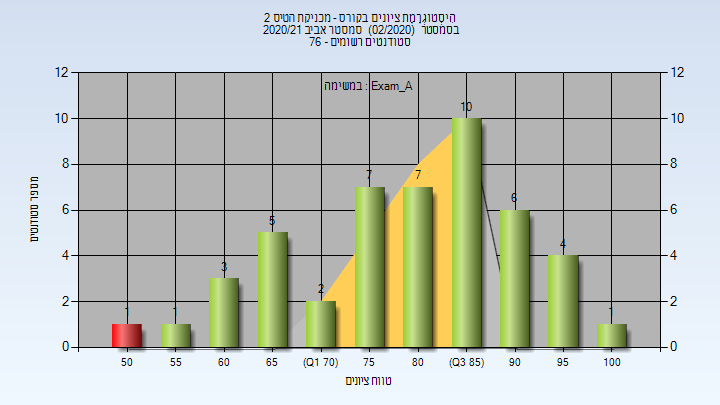 היסטוגרמת ציונים בקורס - מכניקת הטיס 2
בסמסטר (02/2020) סמסטר אביב 2020/21
סטודנטים רשומים - 76
במשימה : Exam_A
12 12
10 10
8 8
6 6
4 4
2 2
0 0
1 1 3 5 2 7 7 10 6 4 1
מספר סטודנטים
50 55 60 65 (Q1 70) 75 80 (Q3 85) 90 95 100
טווח ציונים